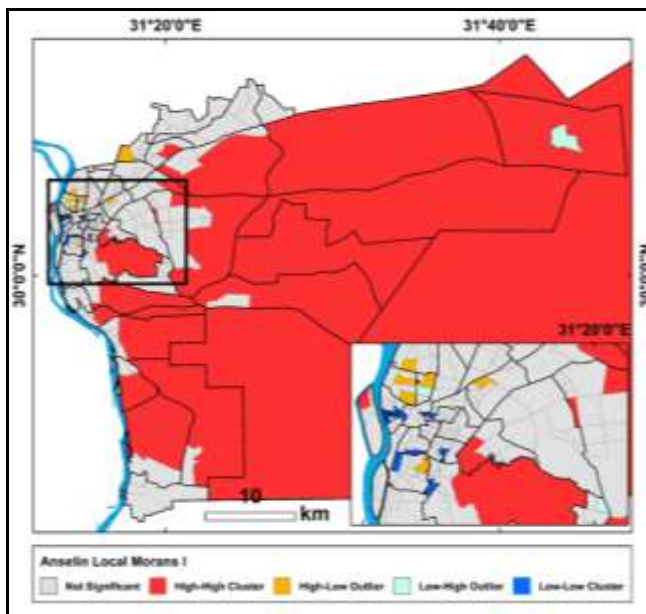 31°20'0"E 31°40'0"E
30°0'0"N
30°0'0"N
31°20'0"E
10
km
Anselin Local Morans I
Not Significant High-High Cluster High-Low Outlier Low-High Outlier Low-Low Cluster